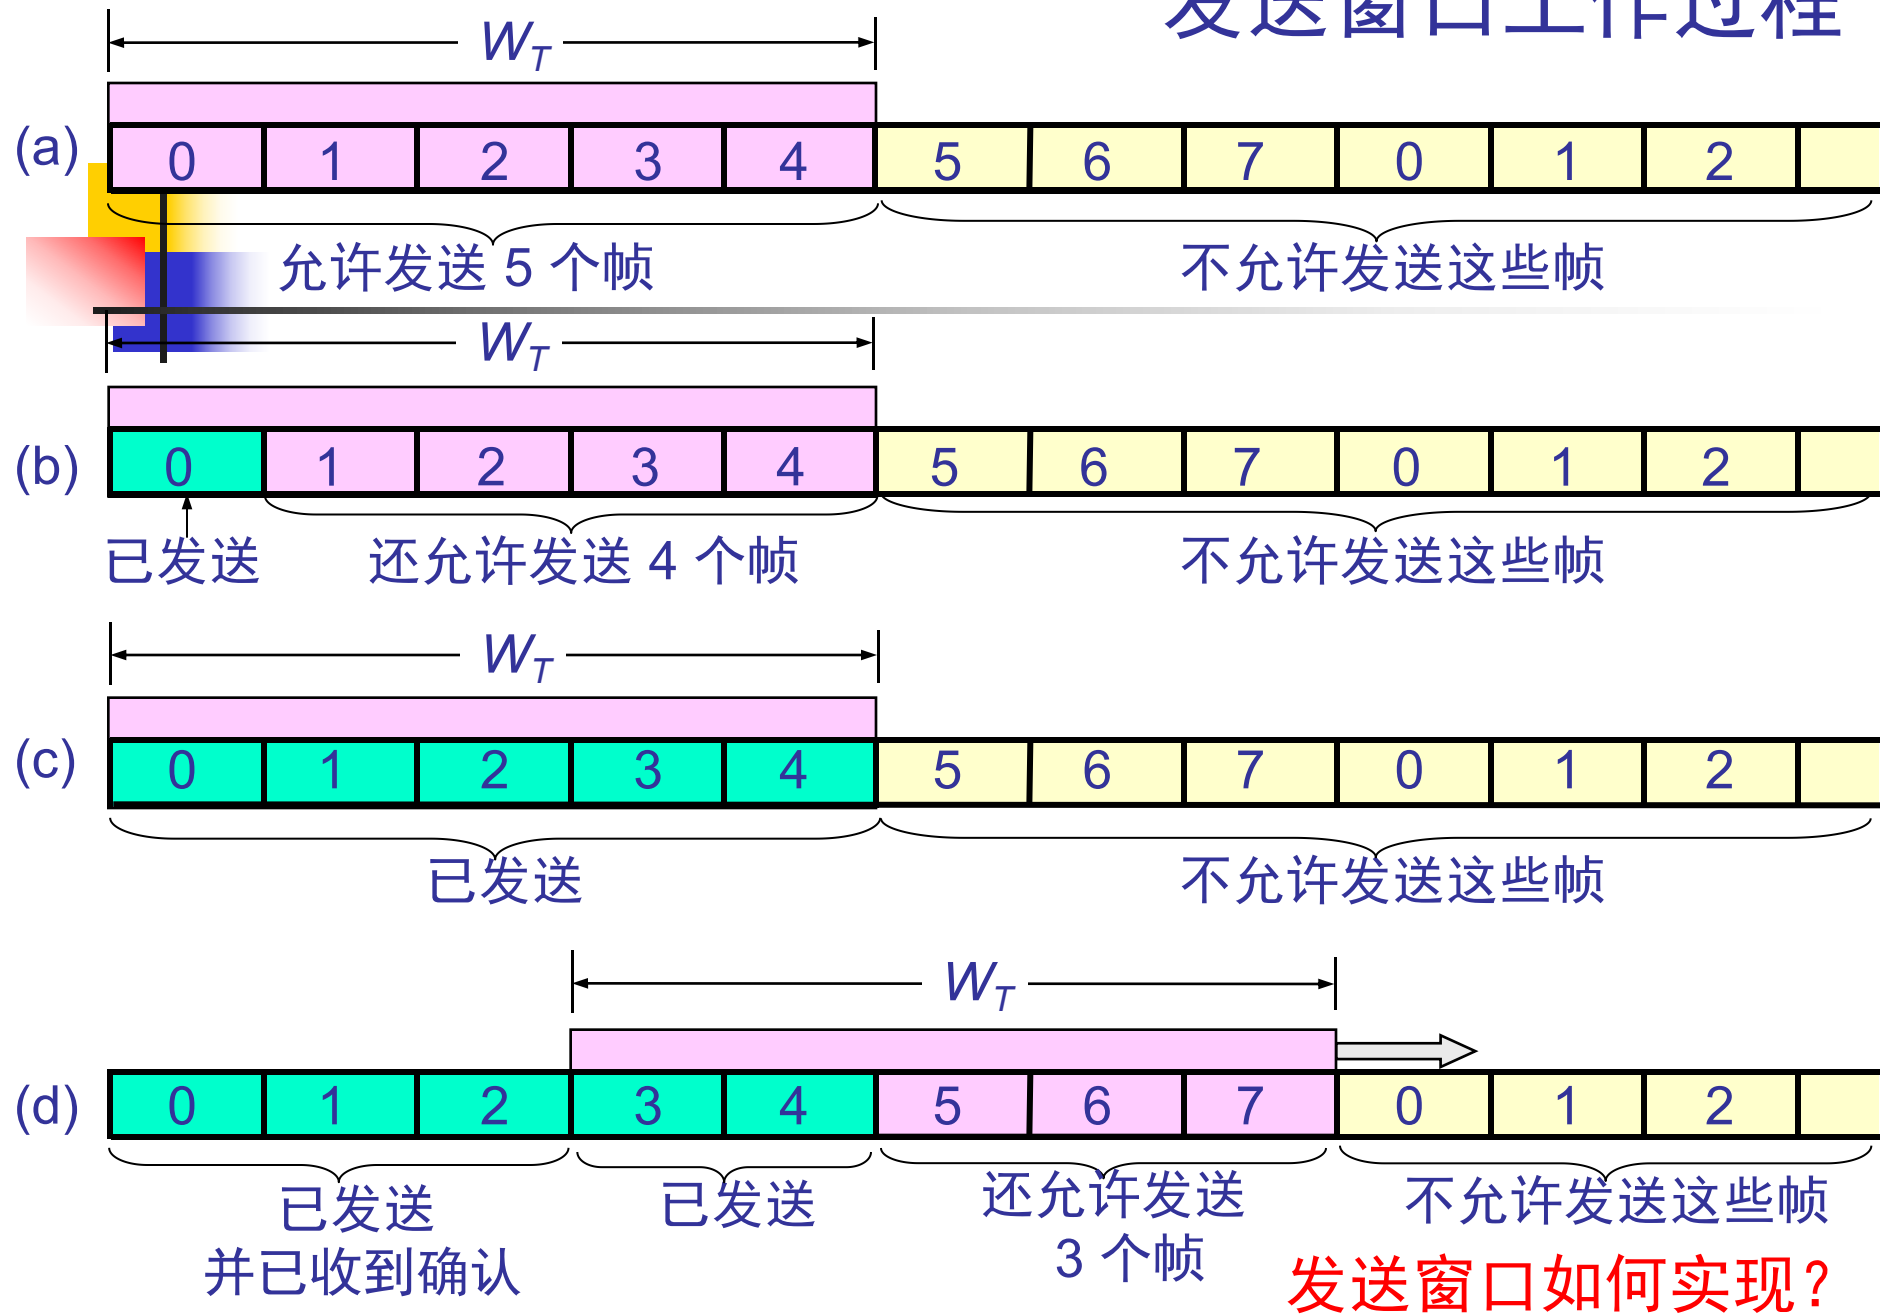 发送窗口工作过程
W_T
(a) 0 1 2 3 4 5 6 7 0 1 2
允许发送 5 个帧 不允许发送这些帧
W_T
(b) 0 1 2 3 4 5 6 7 0 1 2
已发送 还允许发送 4 个帧 不允许发送这些帧
W_T
(c) 0 1 2 3 4 5 6 7 0 1 2
已发送 不允许发送这些帧
W_T
(d) 0 1 2 3 4 5 6 7 0 1 2
已发送 已发送 还允许发送 不允许发送这些帧
并已收到确认 3 个帧
发送窗口如何实现?